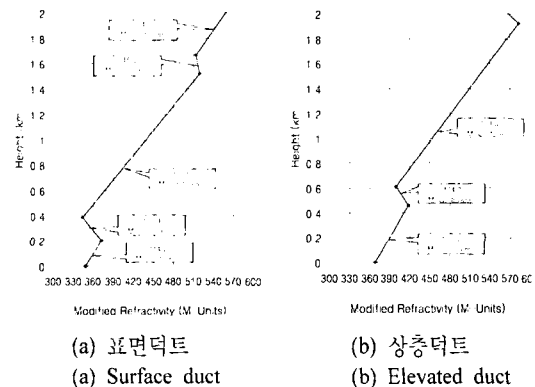 2
1 8
1 6
1 4
1 2
1
0 8
0 6
0 4
0 2
0
Height km
300 330 360 390 420 450 480 510 540 570 600
Modified Refractivity (M Units)
2
1 8
1 6
1 4
1 2
1
0 8
0 6
0 4
0 2
0
Height (km
300 330 360 390 420 450 480 510 540 570 60
Modified Refractivity (M Units)
(a) 표면덕트
(a) Surface duct
(b) 상층덕트
(b) Elevated duct